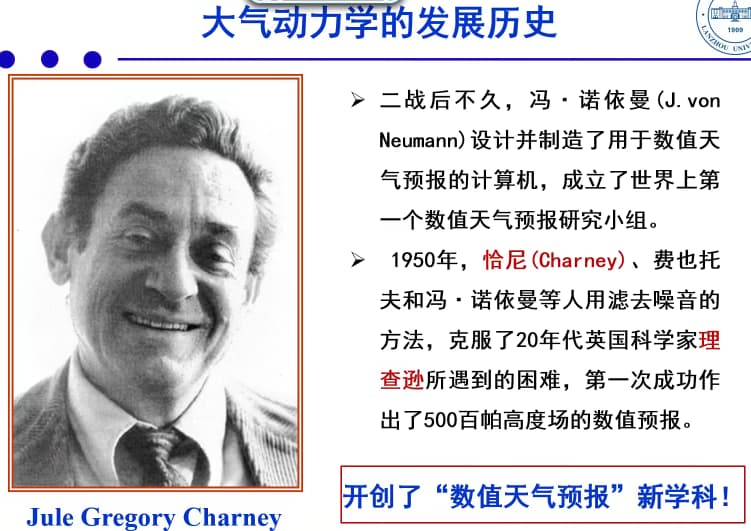 大气动力学的发展历史
1909
LANZHOU UNIV
➢ 二战后不久，冯·诺依曼(J.von
Neumann)设计并制造了用于数值天
气预报的计算机，成立了世界上第
一个数值天气预报研究小组。
➢ 1950年，恰尼(Charney)、费也托
夫和冯·诺依曼等人用滤去噪音的
方法，克服了20年代英国科学家理
查逊所遇到的困难，第一次成功作
出了500百帕高度场的数值预报。
开创了“数值天气预报”新学科！
Jule Gregory Charney